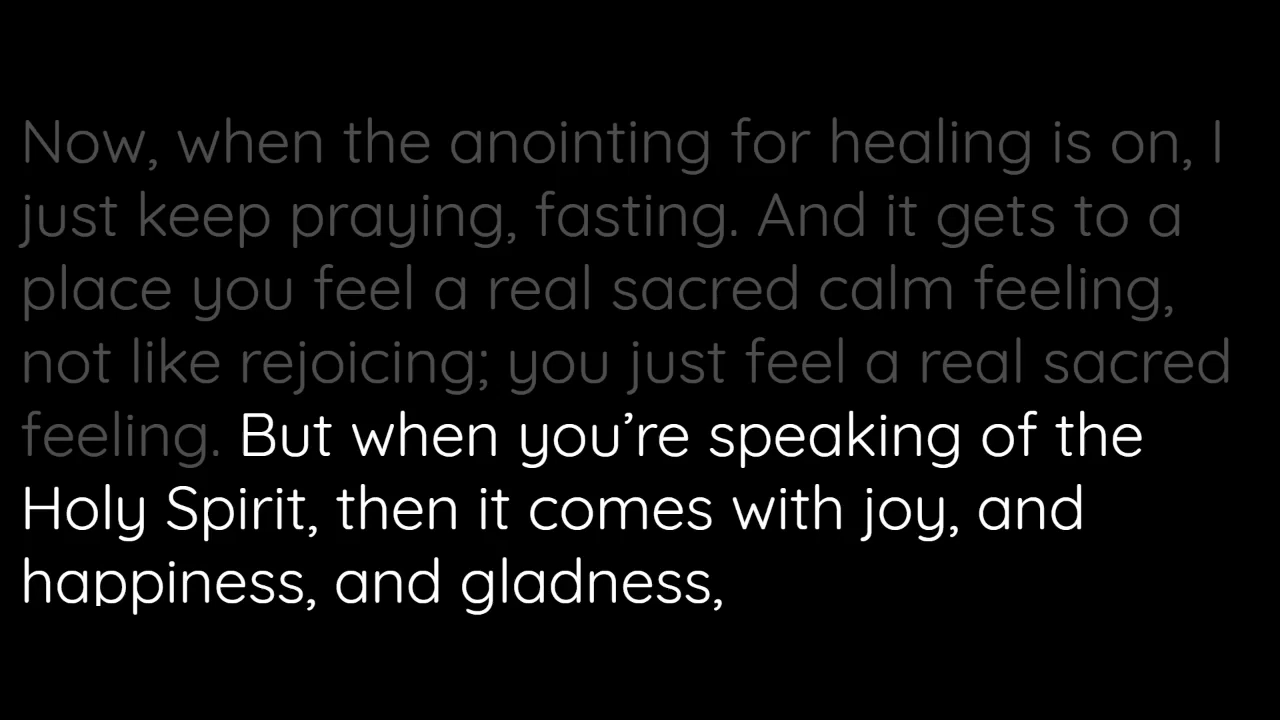 Now, when the anointing for healing is on, I
just keep praying, fasting. And it gets to a
place you feel a real sacred calm feeling,
not like rejoicing; you just feel a real sacred
feeling. But when you’re speaking of the
Holy Spirit, then it comes with joy, and
happiness, and gladness,